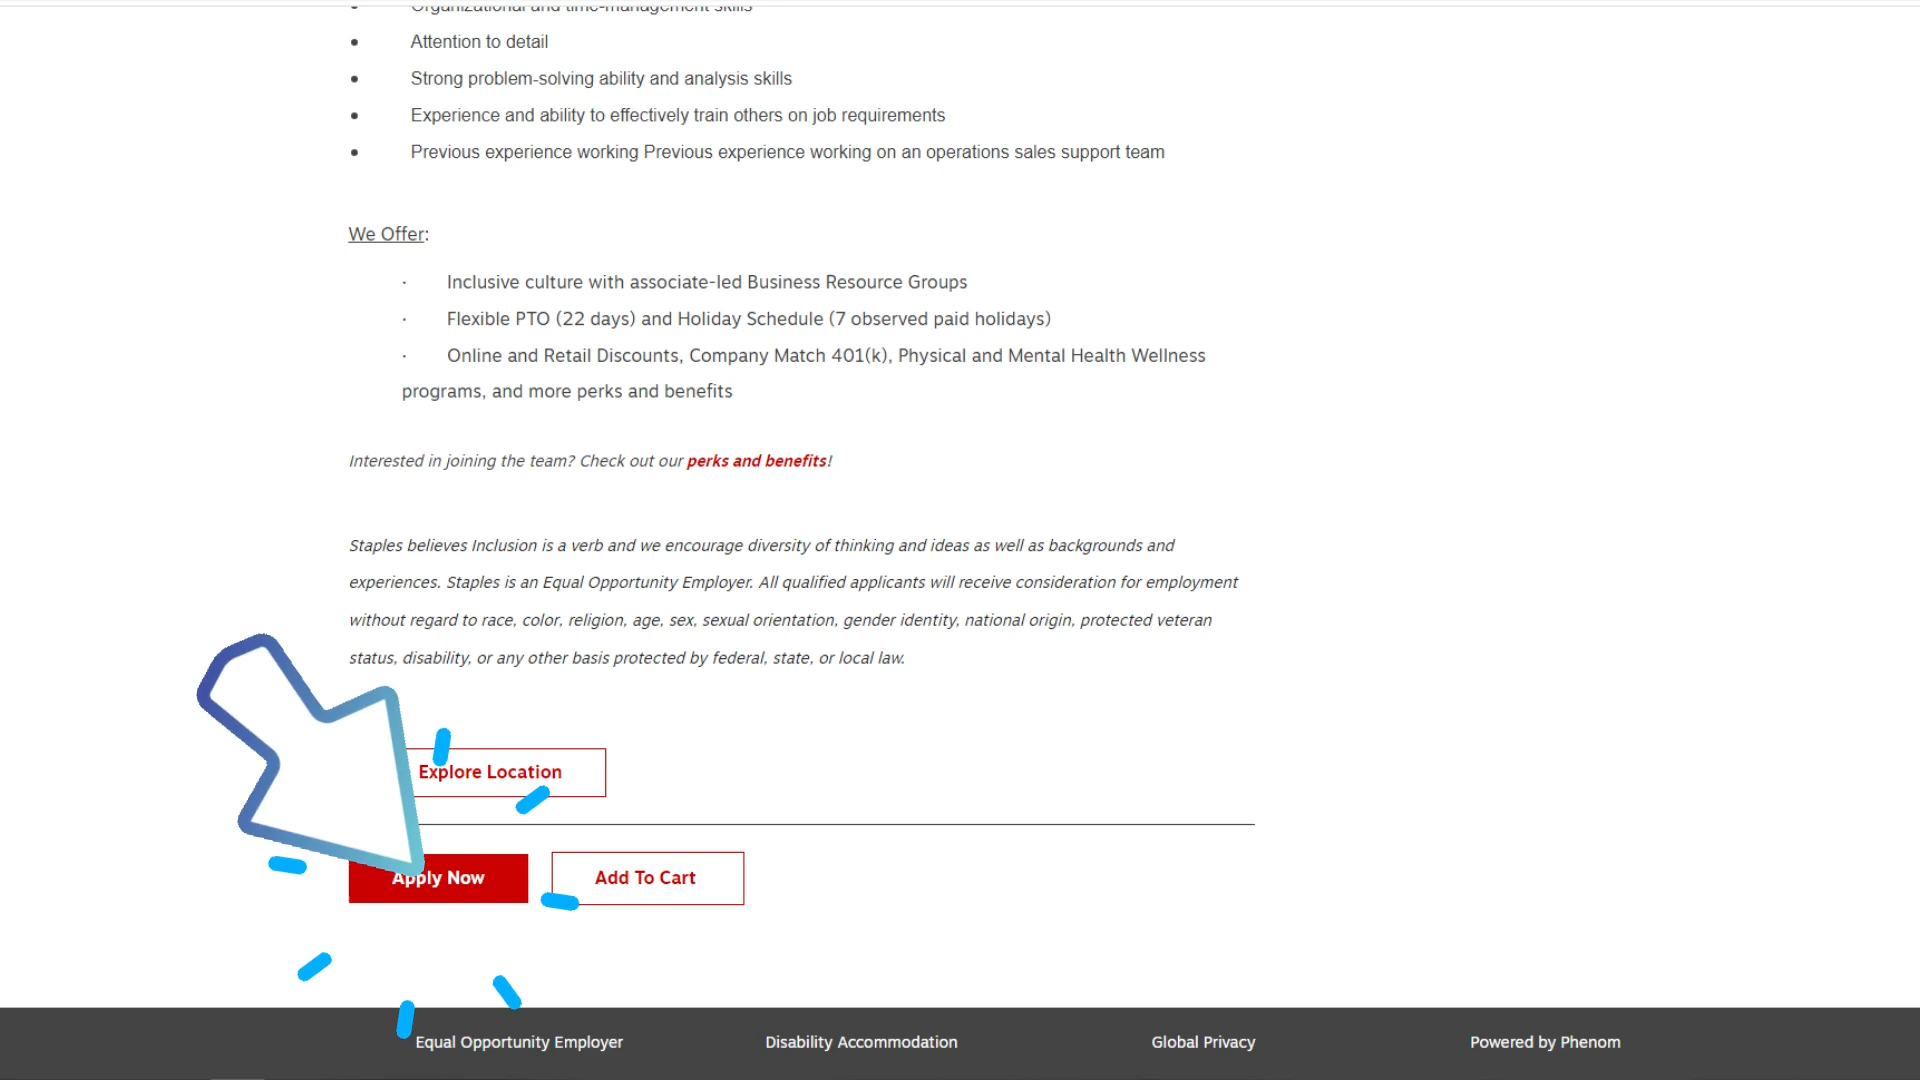 Organizational and time-management skills
• Attention to detail
• Strong problem-solving ability and analysis skills
• Experience and ability to effectively train others on job requirements
• Previous experience working Previous experience working on an operations sales support team
We Offer:
· Inclusive culture with associate-led Business Resource Groups
· Flexible PTO (22 days) and Holiday Schedule (7 observed paid holidays)
· Online and Retail Discounts, Company Match 401(k), Physical and Mental Health Wellness
programs, and more perks and benefits
Interested in joining the team? Check out our perks and benefits!
Staples believes Inclusion is a verb and we encourage diversity of thinking and ideas as well as backgrounds and
experiences. Staples is an Equal Opportunity Employer. All qualified applicants will receive consideration for employment
without regard to race, color, religion, age, sex, sexual orientation, gender identity, national origin, protected veteran
status, disability, or any other basis protected by federal, state, or local law.
Explore Location
Apply Now Add To Cart
Equal Opportunity Employer Disability Accommodation Global Privacy Powered by Phenom